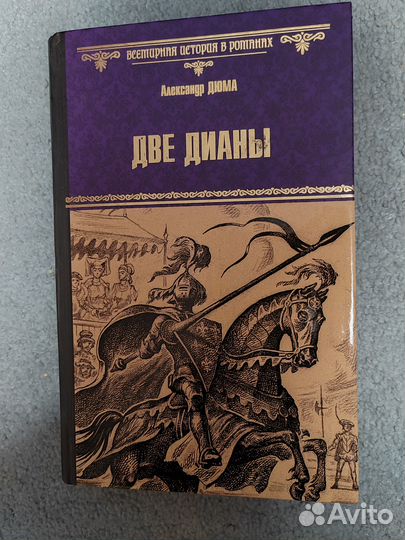 ВСЕМИРНАЯ ИСТОРИЯ В РОМАНАХ
Александр ДЮМА
ДВЕ ДИАНЫ
Avito